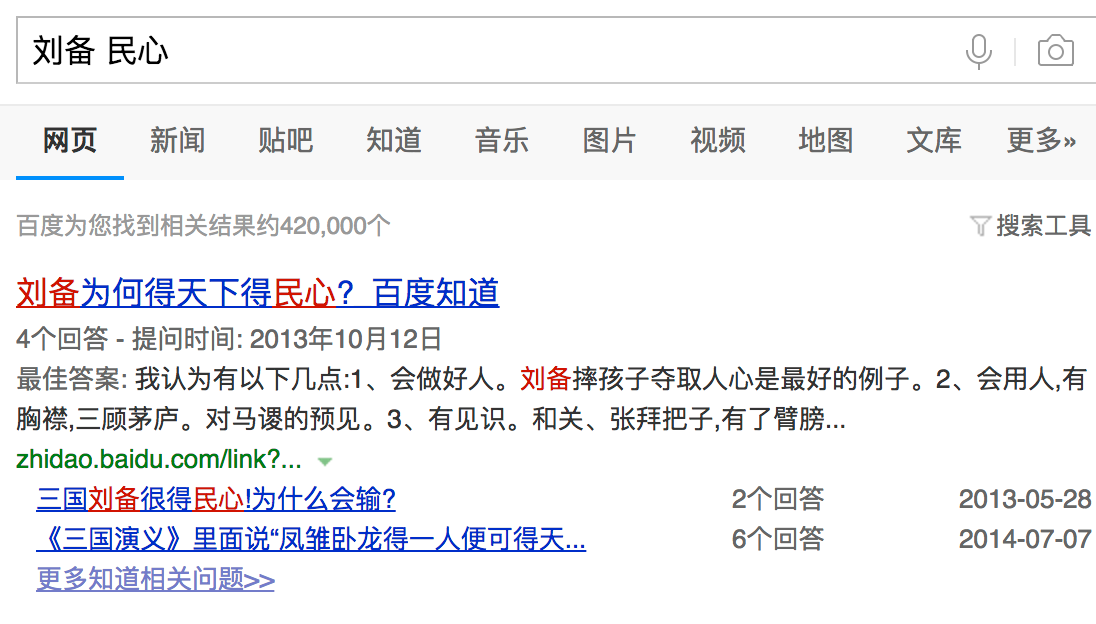 刘备 民心
网页 新闻 贴吧 知道 音乐 图片 视频 地图 文库 更多»
百度为您找到相关结果约420,000个 搜索工具
刘备为何得天下得民心? 百度知道
4个回答 - 提问时间: 2013年10月12日
最佳答案: 我认为有以下几点:1、会做好人。刘备摔孩子夺取人心是最好的例子。2、会用人,有
胸襟,三顾茅庐。对马谡的预见。3、有见识。和关、张拜把子,有了臂膀...
zhidao.baidu.com/link?...
三国刘备很得民心!为什么会输? 2个回答 2013-05-28
《三国演义》里面说“凤雏卧龙得一人便可得天... 6个回答 2014-07-07
更多知道相关问题>>